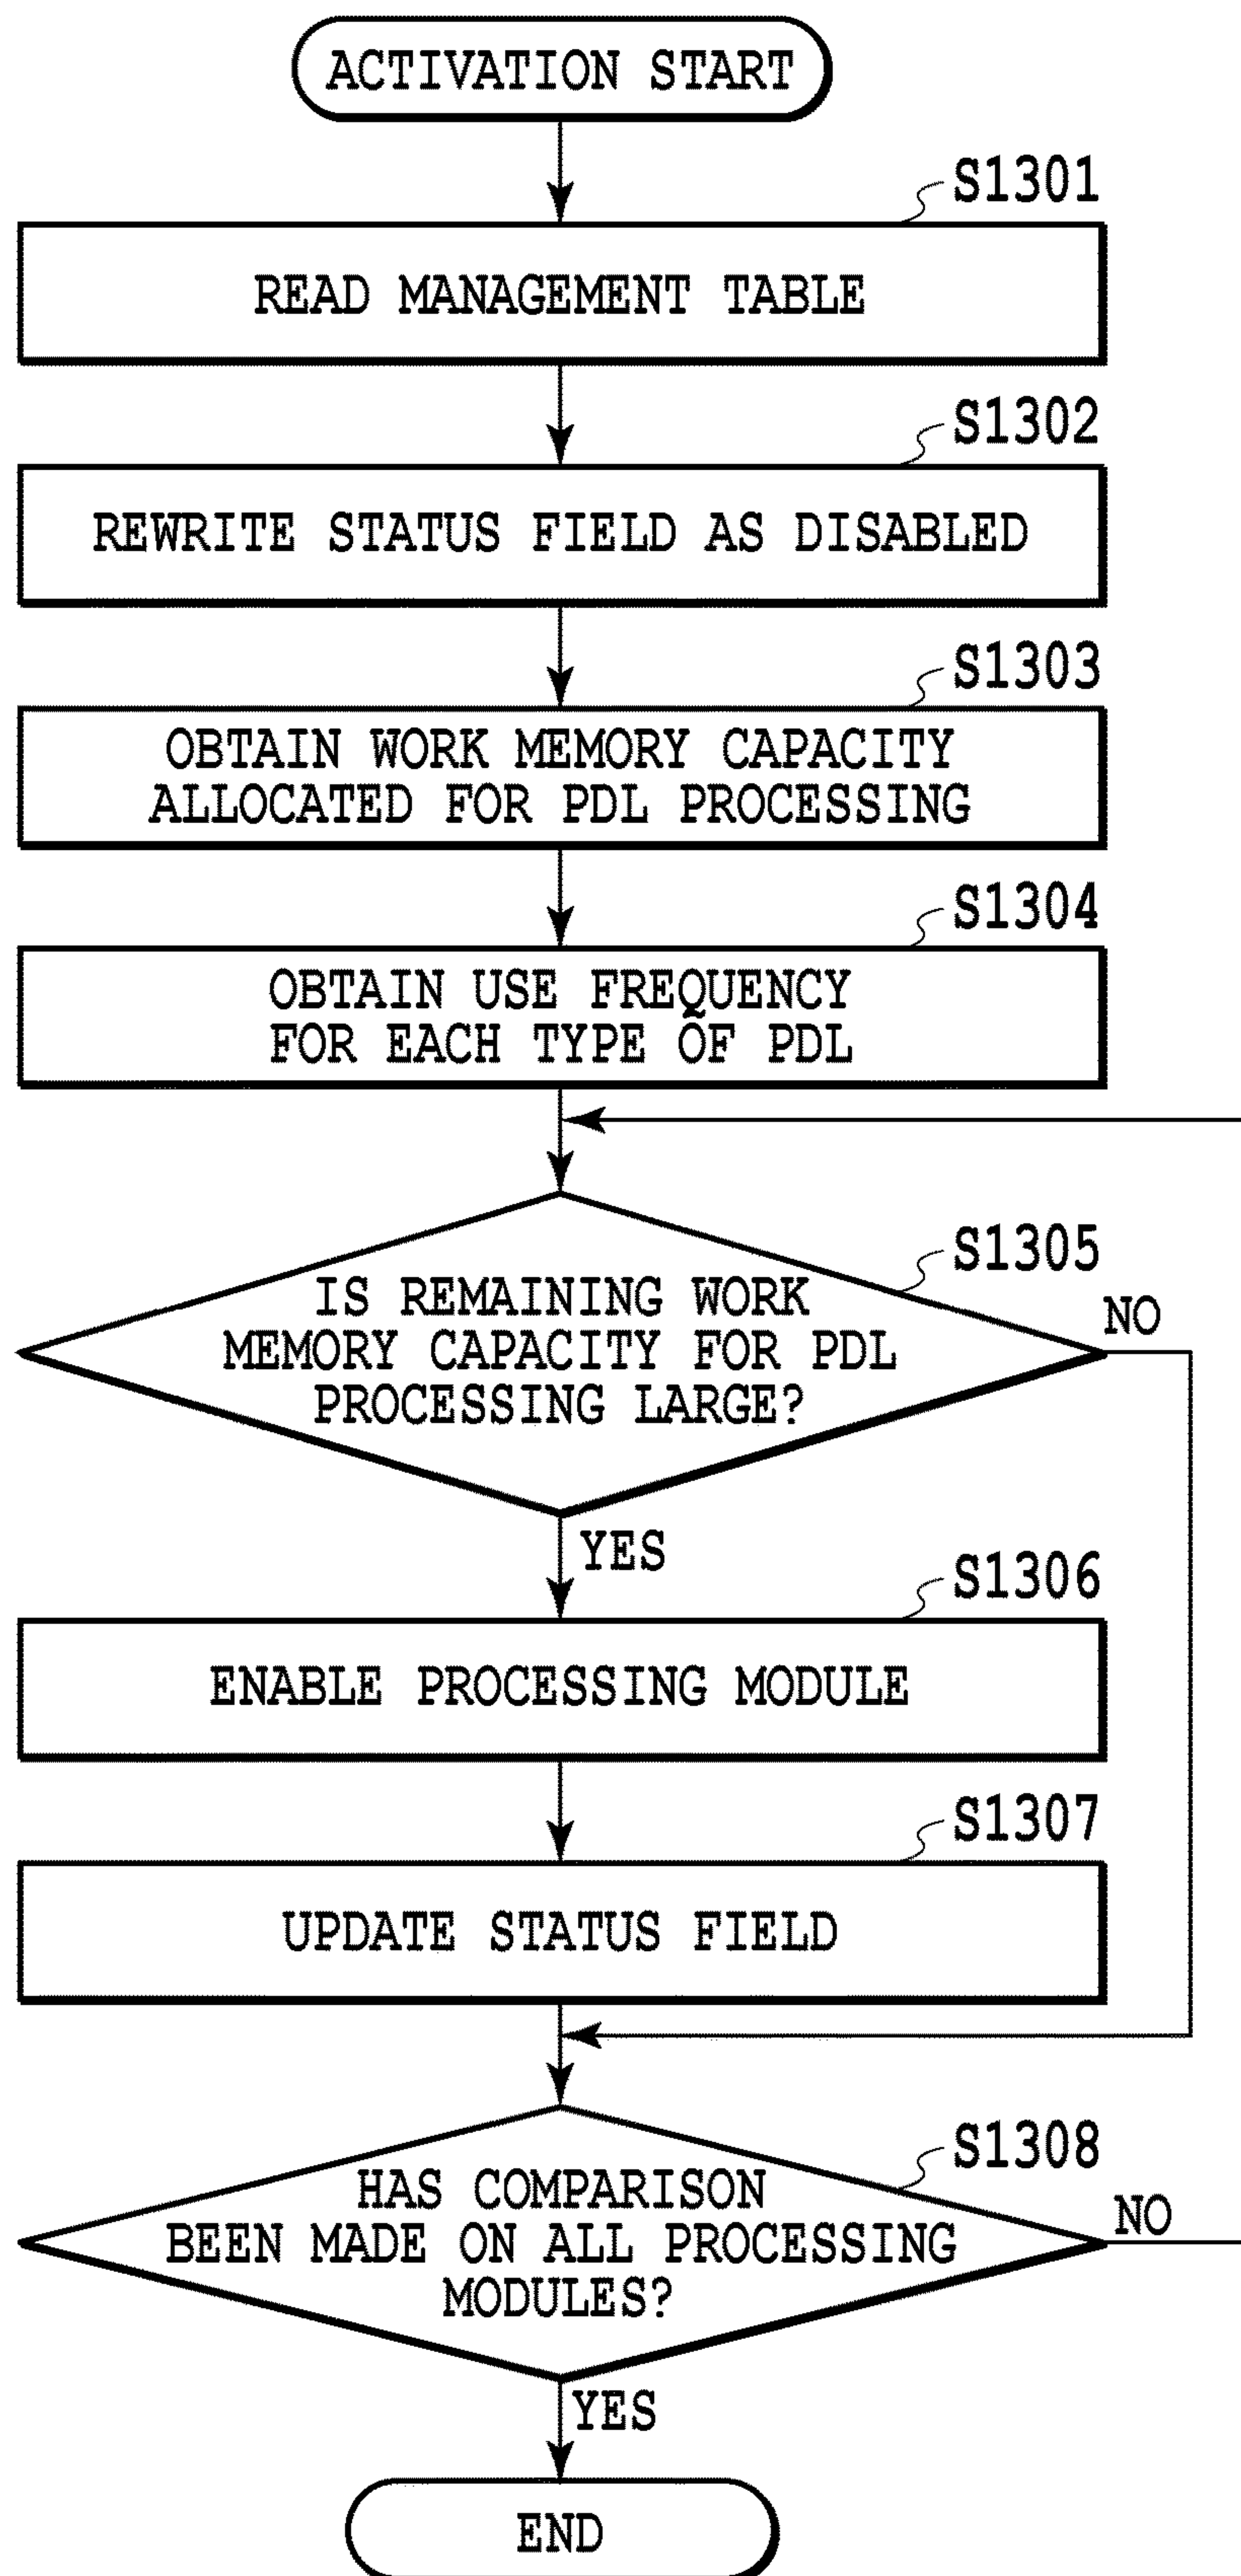 ACTIVATION START
S1301
READ MANAGEMENT TABLE
S1302
REWRITE STATUS FIELD AS DISABLED
S1303
OBTAIN WORK MEMORY CAPACITY
ALLOCATED FOR PDL PROCESSING
S1304
OBTAIN USE FREQUENCY
FOR EACH TYPE OF PDL
S1305
IS REMAINING WORK
MEMORY CAPACITY FOR PDL
PROCESSING LARGE?
NO
YES
S1306
ENABLE PROCESSING MODULE
S1307
UPDATE STATUS FIELD
S1308
HAS COMPARISON
BEEN MADE ON ALL PROCESSING
MODULES?
NO
YES
END